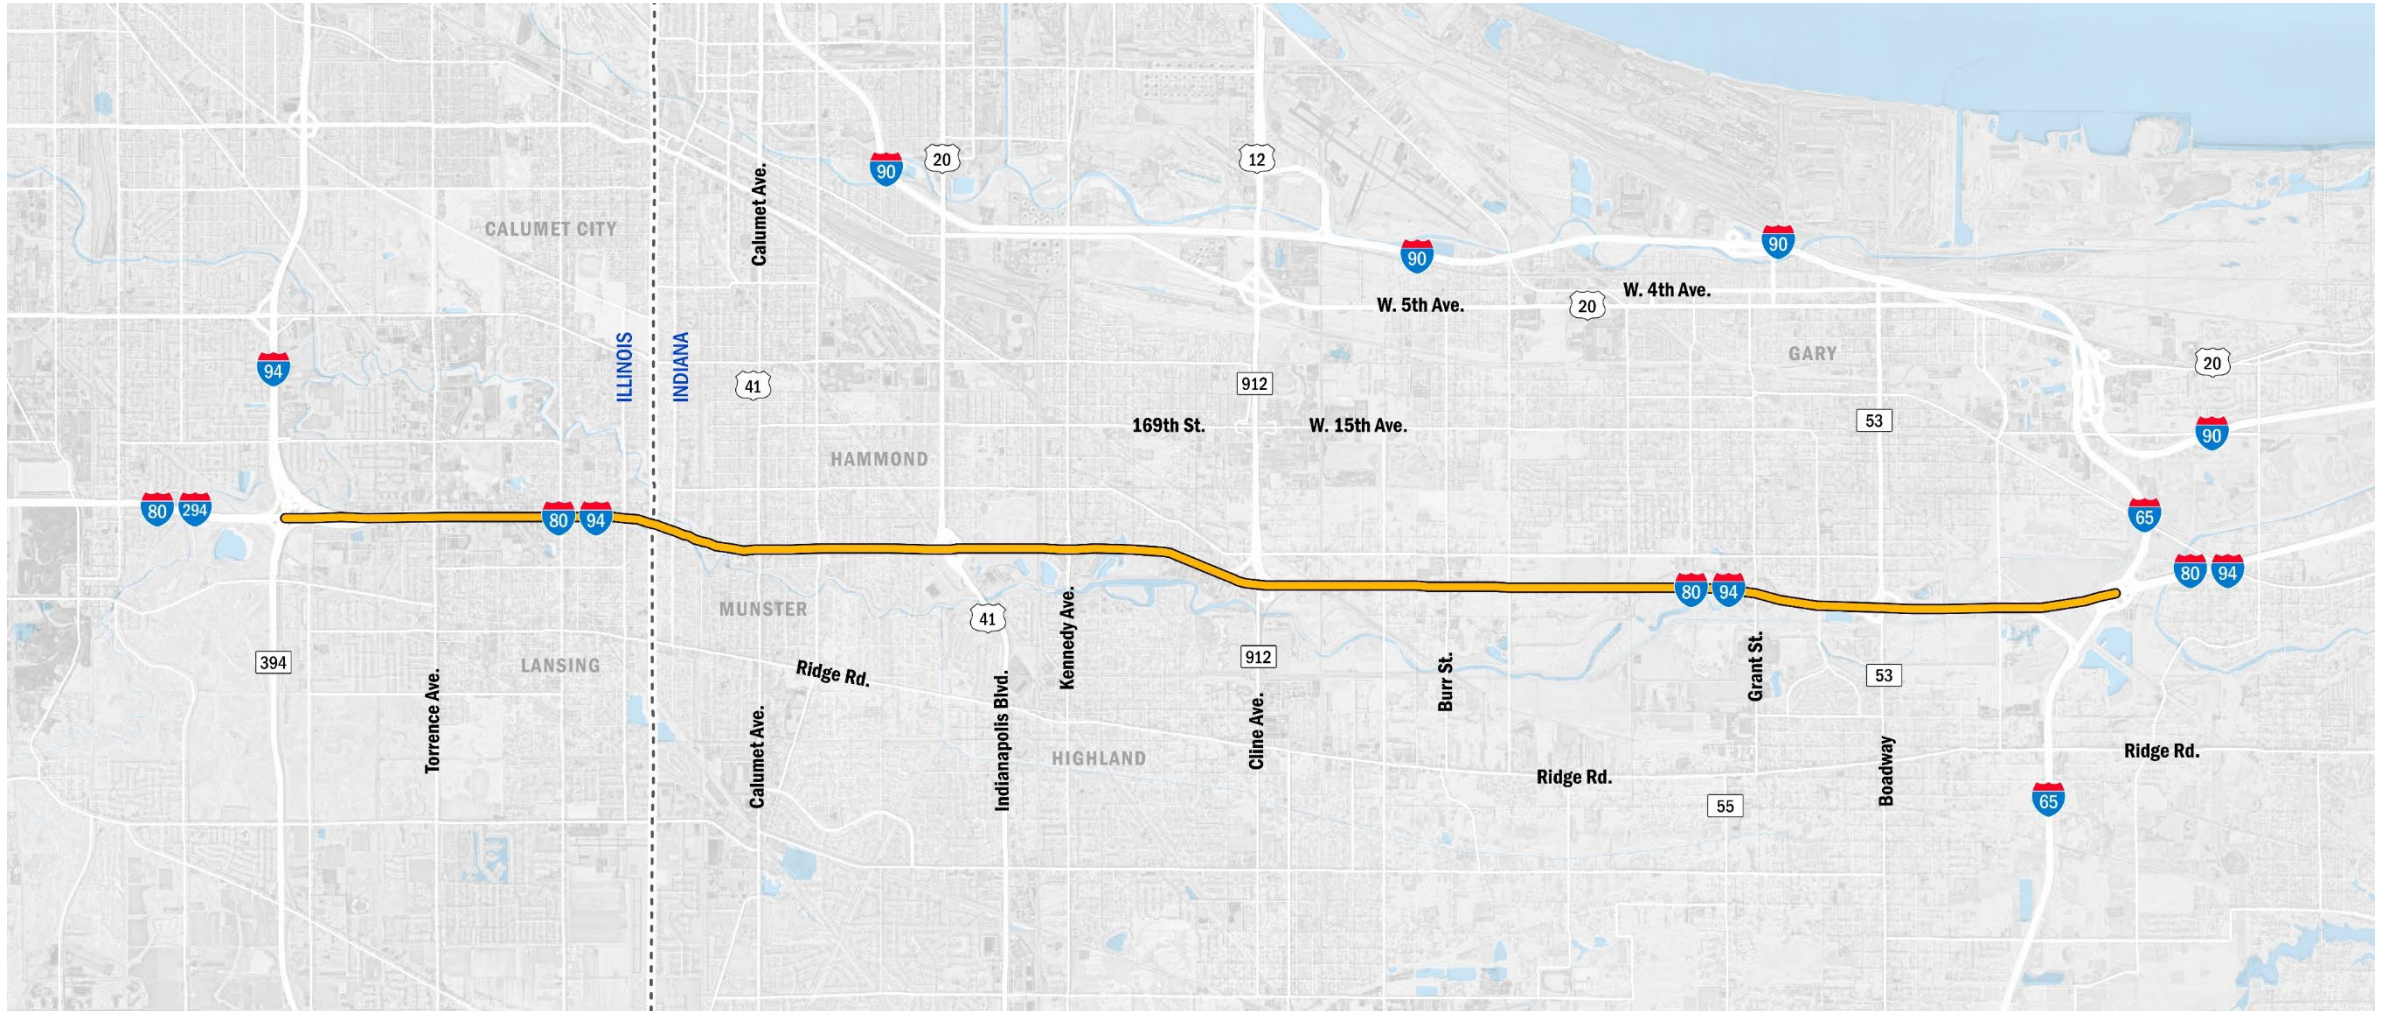 20
12
90
Calumet Ave.
CALUMET CITY
90
90
W. 4th Ave.
W. 5th Ave.
20
ILLINOIS
INDIANA
GARY
20
94
41
912
53
169th St.
W. 15th Ave.
90
HAMMOND
80
294
80
94
65
80
94
80
94
MUNSTER
41
Kennedy Ave.
394
LANSING
Ridge Rd.
912
Grant St.
53
Torrence Ave.
Burr St.
Calumet Ave.
Indianapolis Blvd.
Cline Ave.
HIGHLAND
Ridge Rd.
Boadway
Ridge Rd.
55
65